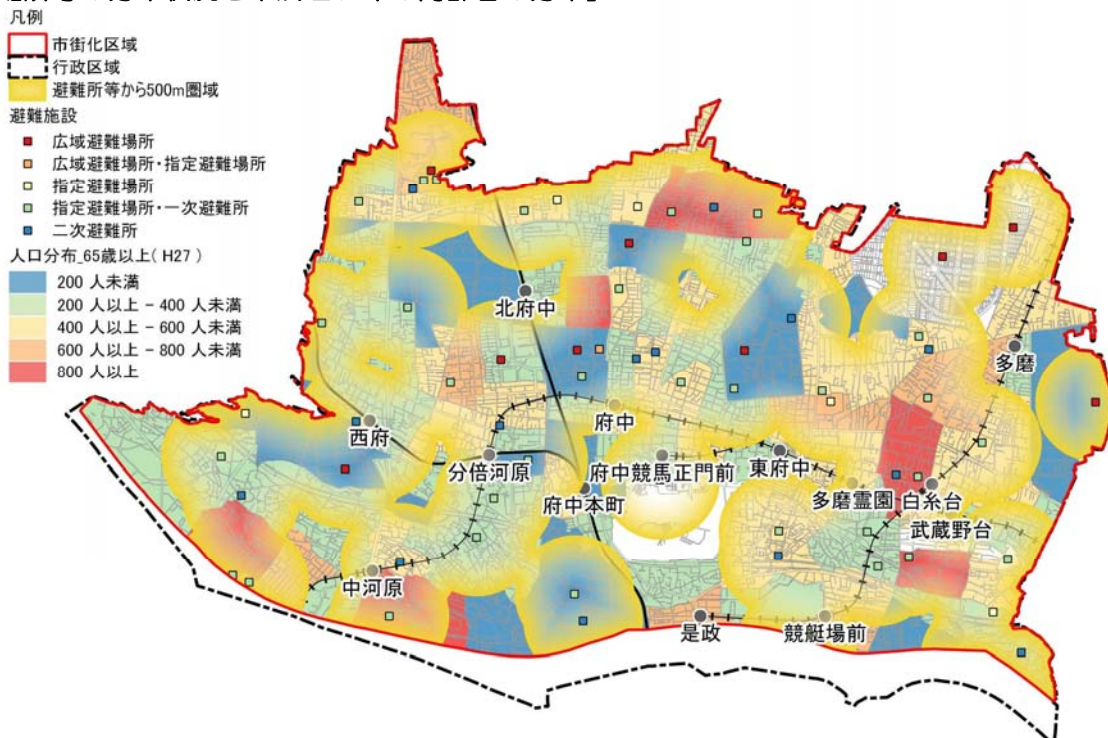 凡例
市街化区域
行政区域
避難所等から500m圏域
避難施設
広域避難場所
広域避難場所・指定避難場所
指定避難場所
指定避難場所・一次避難所
二次避難所
人口分布_65歳以上(H27)
200 人未満
200 人以上 - 400 人未満
400 人以上 - 600 人未満
600 人以上 - 800 人未満
800 人以上
北府中
多磨
府中
西府
分倍河原
府中競馬正門前
東府中
府中本町
多磨霊園
白糸台
武蔵野台
中河原
是政
競艇場前